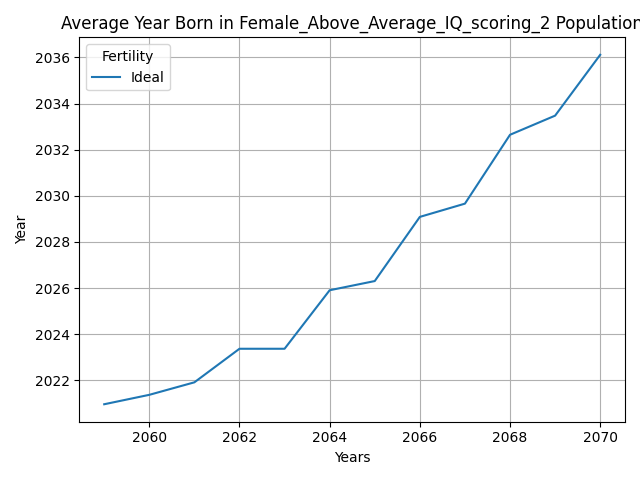 Average Year Born in Female_Above_Average_IQ_scoring_2 Population
Fertility
Ideal
2036
2034
2032
2030
2028
2026
2024
2022
Year
2060 2062 2064 2066 2068 2070
Years